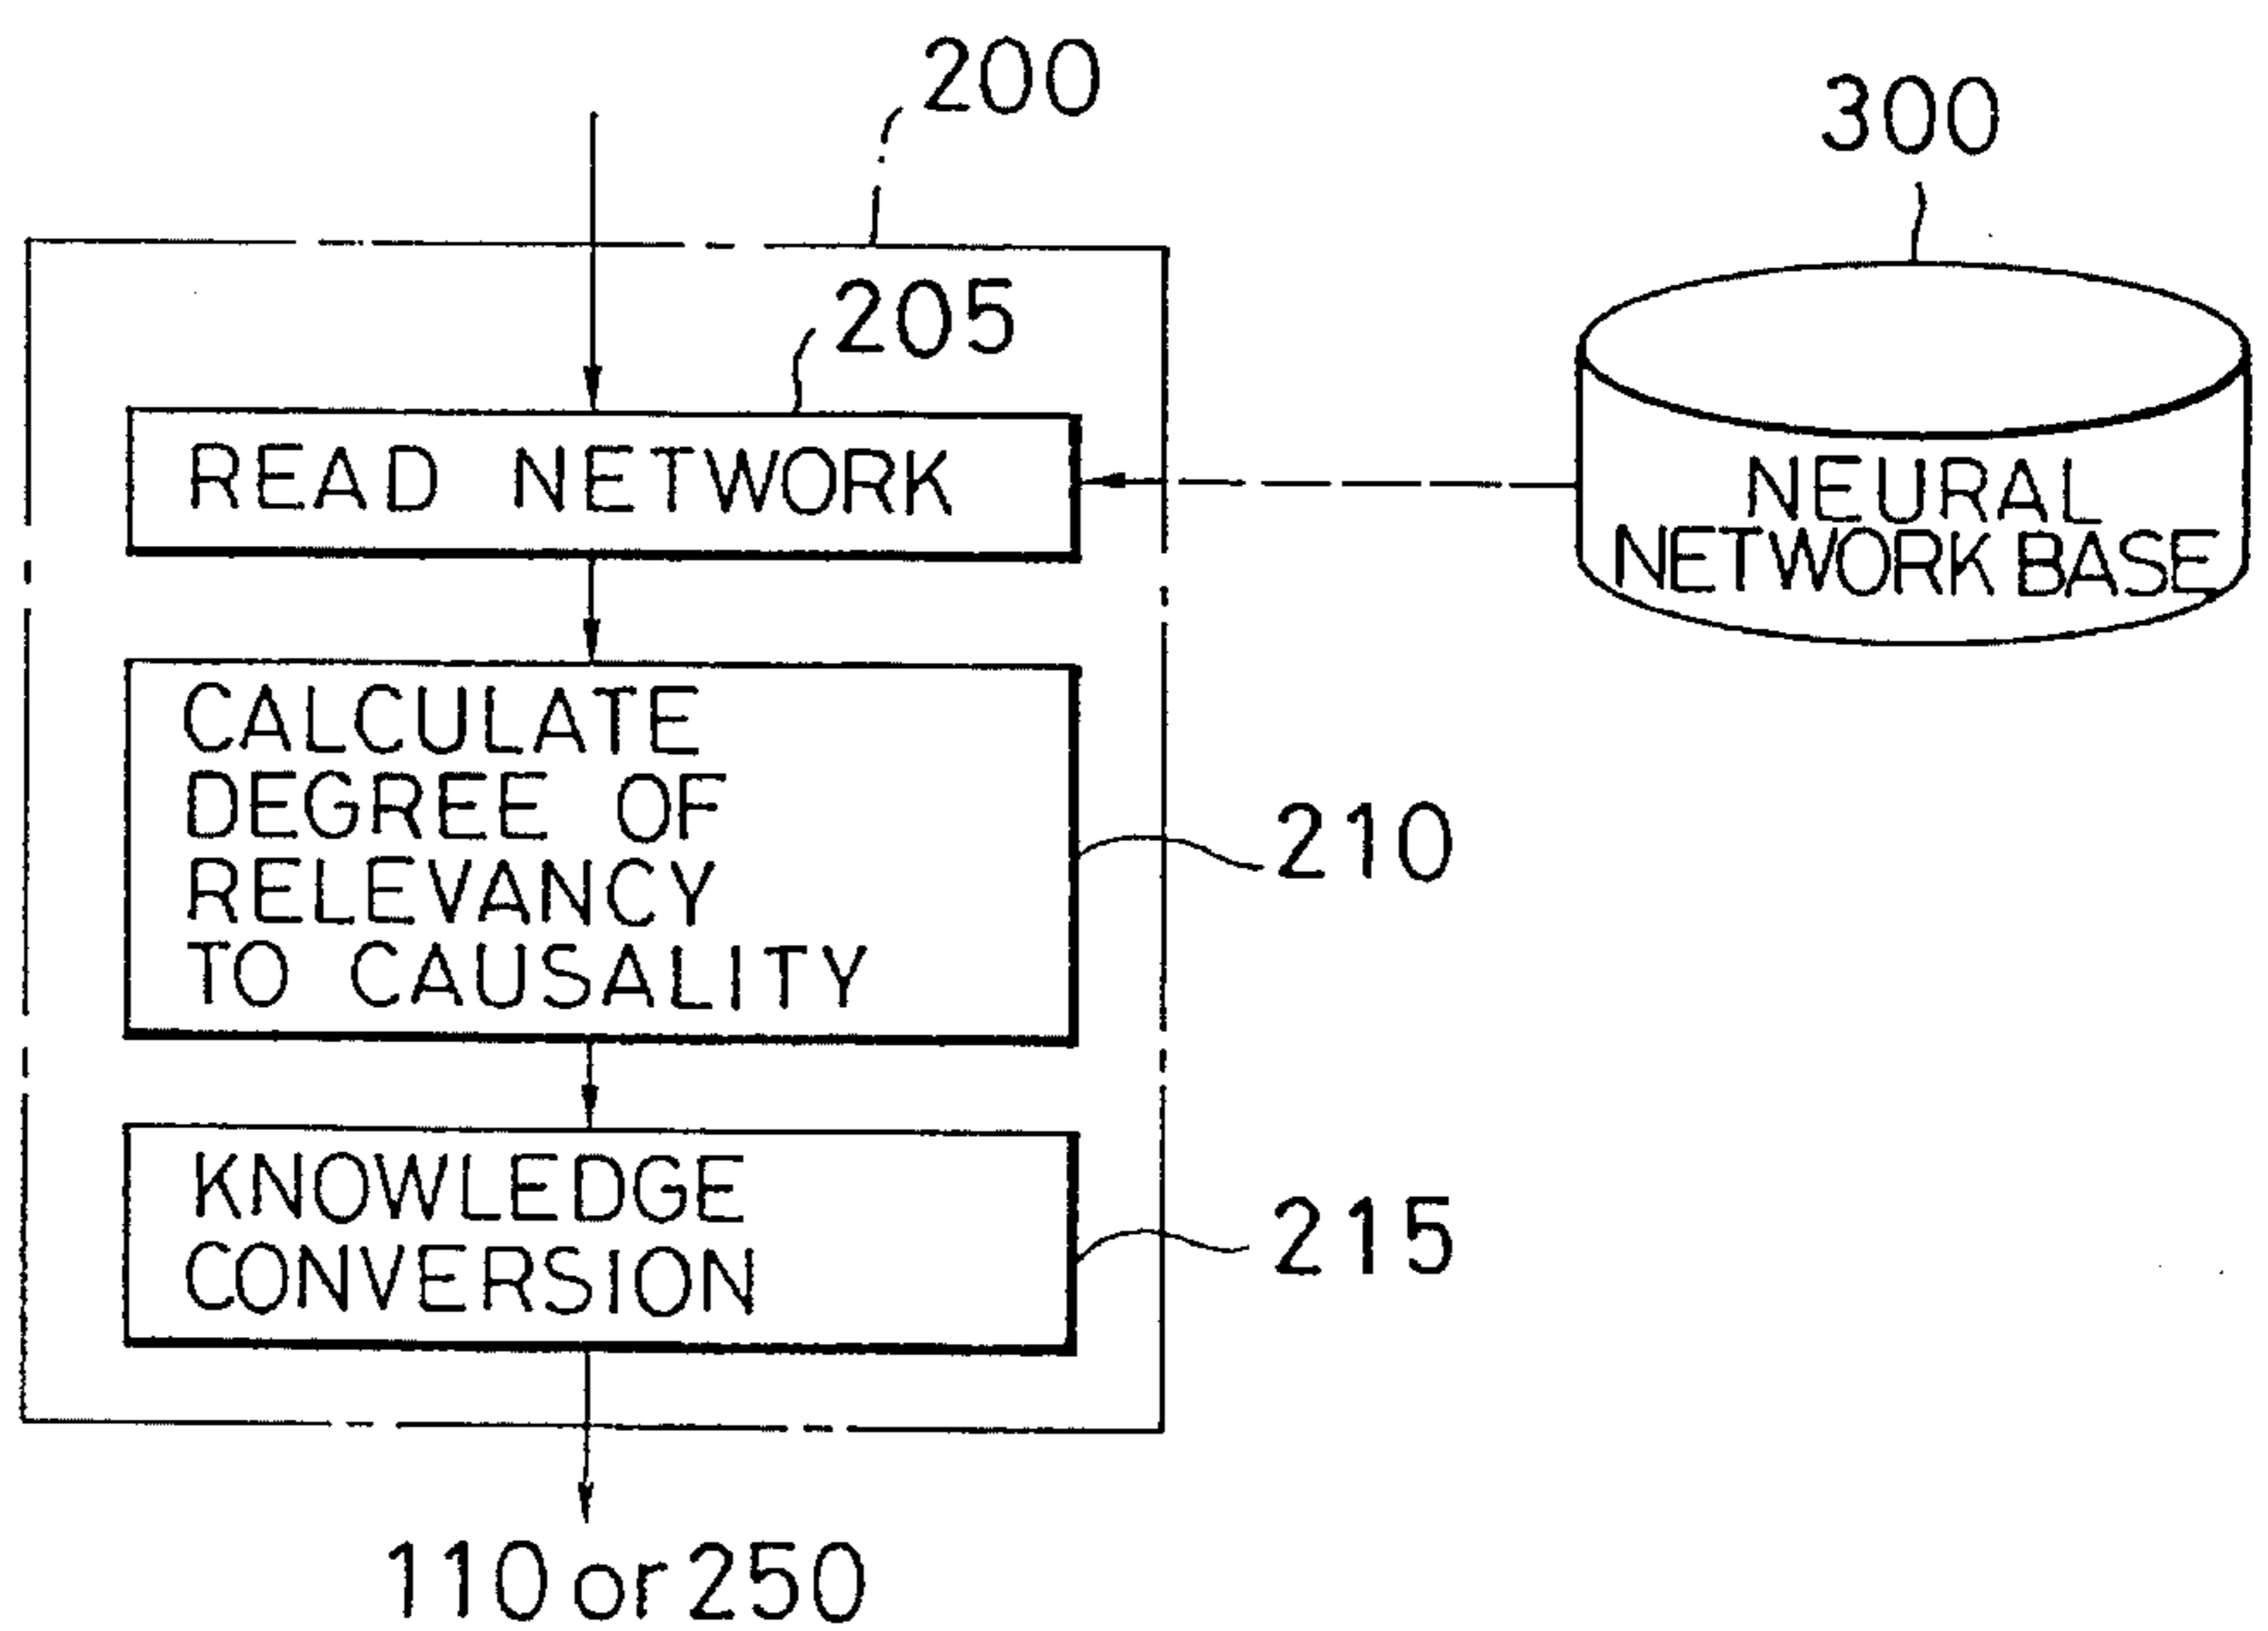 200
300
205
READ NETWORK
NEURAL
NETWORK BASE
CALCULATE
DEGREE OF
RELEVANCY
TO CAUSALITY
210
KNOWLEDGE
CONVERSION
215
110 or 250